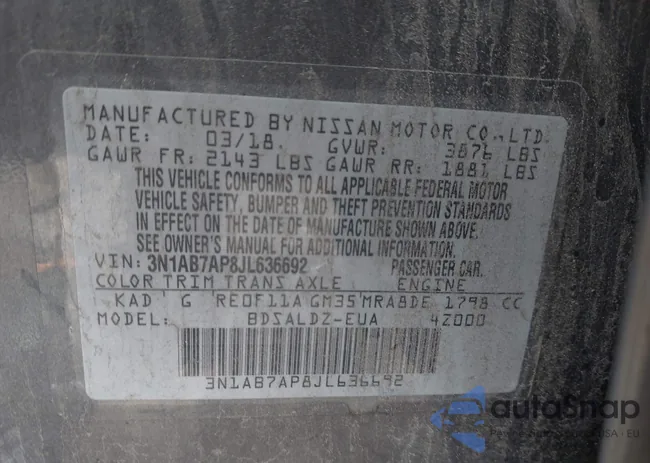 MANUFACTURED BY NISSAN MOTOR CO., LTD.
DATE: 03/18. GVWR: 3876 LBS
GAWR FR: 2143 LBS GAWR RR: 1881 LBS
THIS VEHICLE CONFORMS TO ALL APPLICABLE FEDERAL MOTOR
VEHICLE SAFETY, BUMPER AND THEFT PREVENTION STANDARDS
IN EFFECT ON THE DATE OF MANUFACTURE SHOWN ABOVE.
SEE OWNER'S MANUAL FOR ADDITIONAL INFORMATION.
VIN: 3N1AB7AP8JL636692 PASSENGER CAR.
COLOR TRIM TRANS AXLE ENGINE
KAD G RE0F11A GM35 MRA8DE 1798 CC
MODEL: BDSALDZ-EUA 4Z000
3N1AB7AP8JL636692
autoSnap
USA - EU